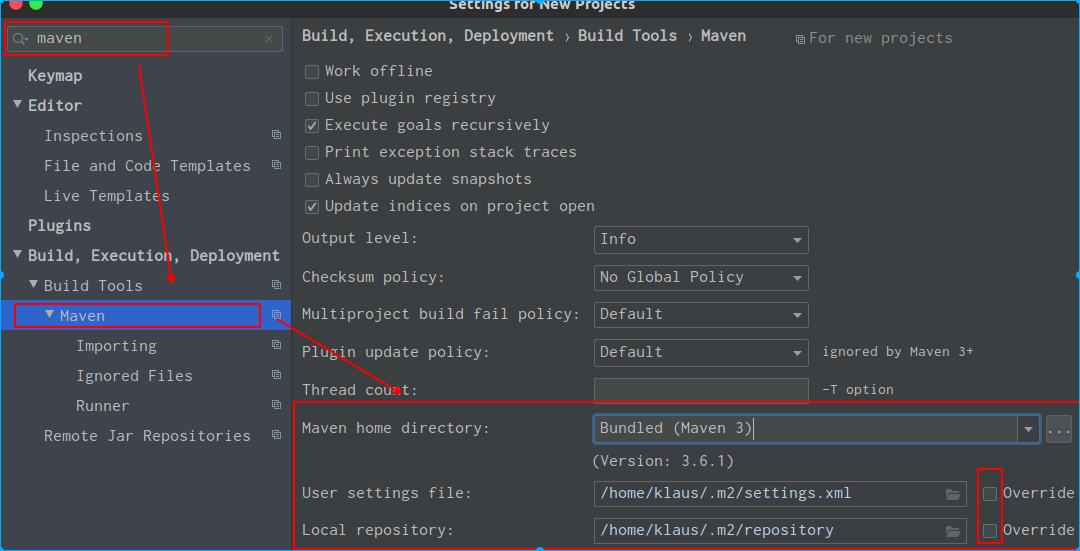 Settings for New Projects
maven
Keymap
Editor
Inspections
File and Code Templates
Live Templates
Plugins
Build, Execution, Deployment
Build Tools
Maven
Importing
Ignored Files
Runner
Remote Jar Repositories
Build, Execution, Deployment › Build Tools › Maven For new projects
Work offline
Use plugin registry
Execute goals recursively
Print exception stack traces
Always update snapshots
Update indices on project open
Output level: Info
Checksum policy: No Global Policy
Multiproject build fail policy: Default
Plugin update policy: Default ignored by Maven 3+
Thread count: -T option
Maven home directory: Bundled (Maven 3) ...
(Version: 3.6.1)
User settings file: /home/klaus/.m2/settings.xml Override
Local repository: /home/klaus/.m2/repository Override